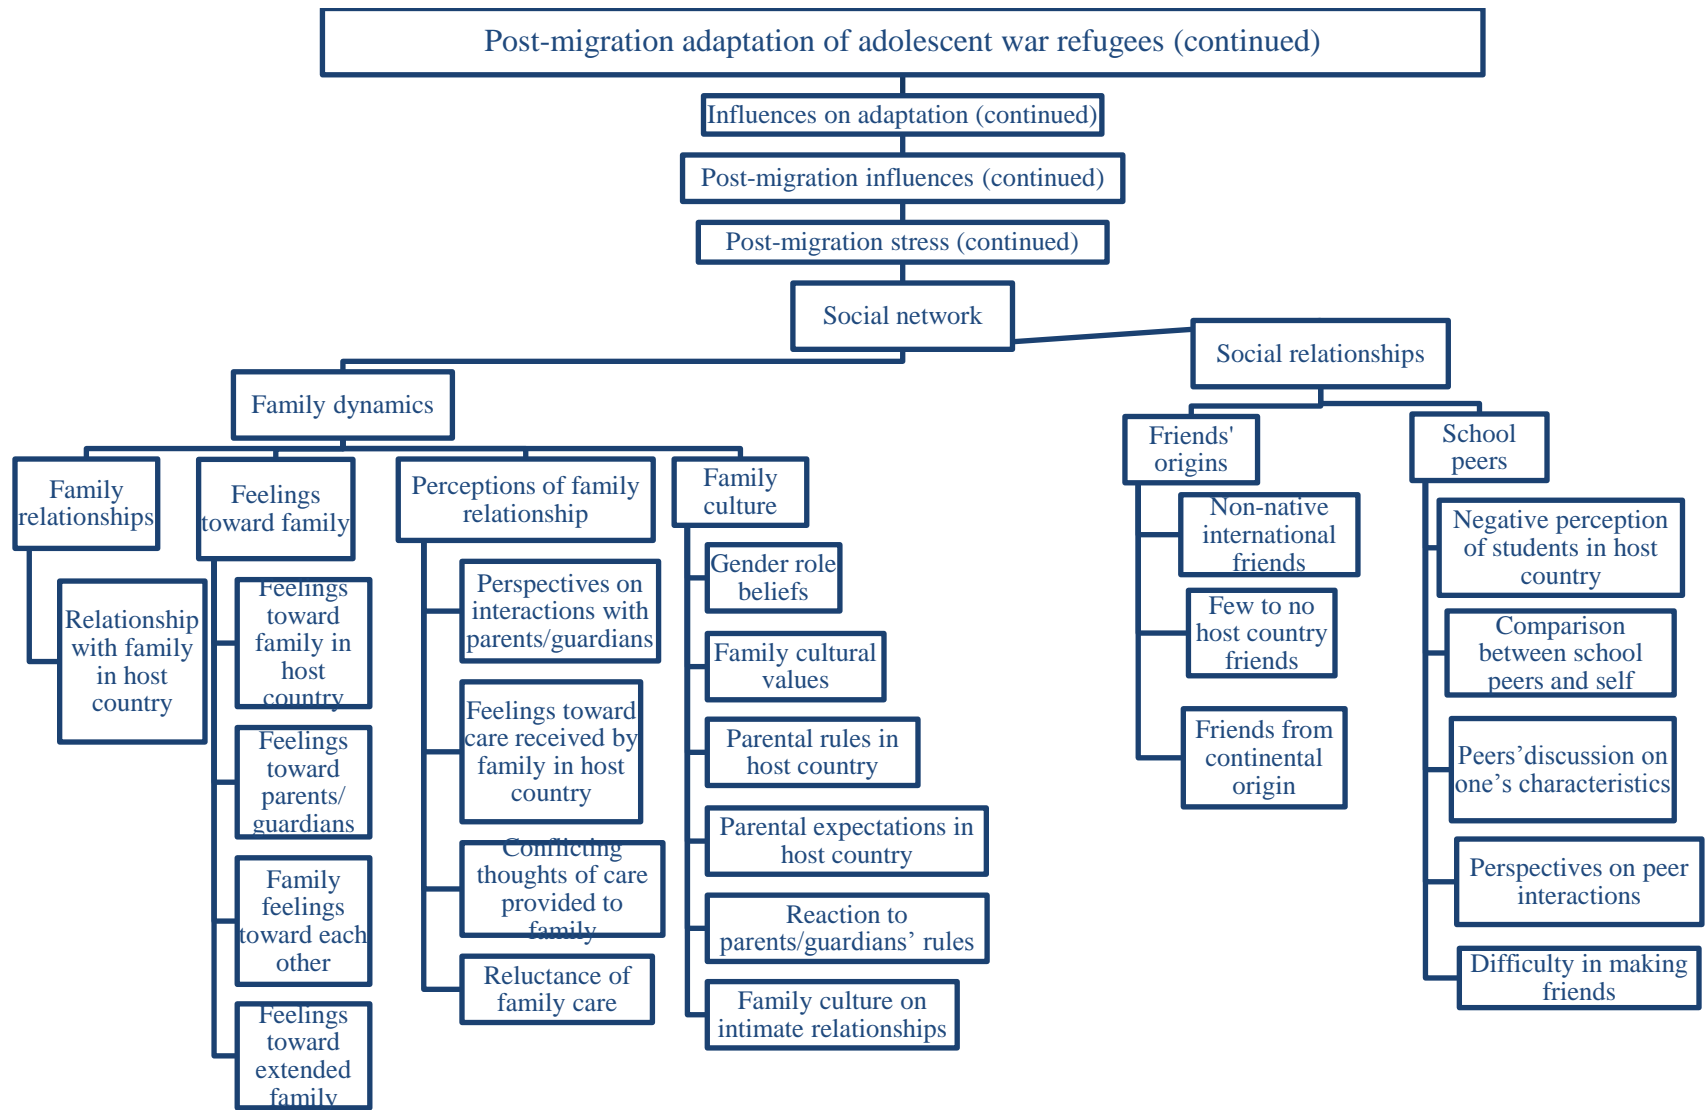 Post-migration adaptation of adolescent war refugees (continued)
Influences on adaptation (continued)
Post-migration influences (continued)
Post-migration stress (continued)
Social network
Family dynamics
Family
relationships
Relationship
with family
in host
country
Feelings
toward family
Feelings
toward
family in
host
country
Feelings
toward
parents/
guardians
Family
feelings
toward each
other
Feelings
toward
extended
family
Perceptions of family
relationship
Perspectives on
interactions with
parents/guardians
Feelings toward
care received by
family in host
country
Conflicting
thoughts of care
provided to
family
Reluctance of
family care
Family
culture
Gender role
beliefs
Family cultural
values
Parental rules in
host country
Parental expectations in
host country
Reaction to
parents/guardians’ rules
Family culture on
intimate relationships
Social relationships
Friends'
origins
Non-native
international
friends
Few to no
host country
friends
Friends from
continental
origin
School
peers
Negative perception
of students in host
country
Comparison
between school
peers and self
Peers’discussion on
one’s characteristics
Perspectives on peer
interactions
Difficulty in making
friends